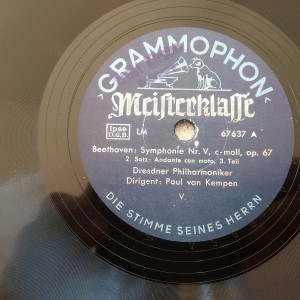 ›GRAMMOPHON‹
Meisterklasse
Ipse
D.G.B. LM 67637 A
Beethoven: Symphonie Nr. V, c-moll, op. 67
2. Satz: Andante con moto, 3. Teil
Dresdner Philharmoniker
Dirigent: Paul van Kempen
V.
DIE STIMME SEINES HERRN